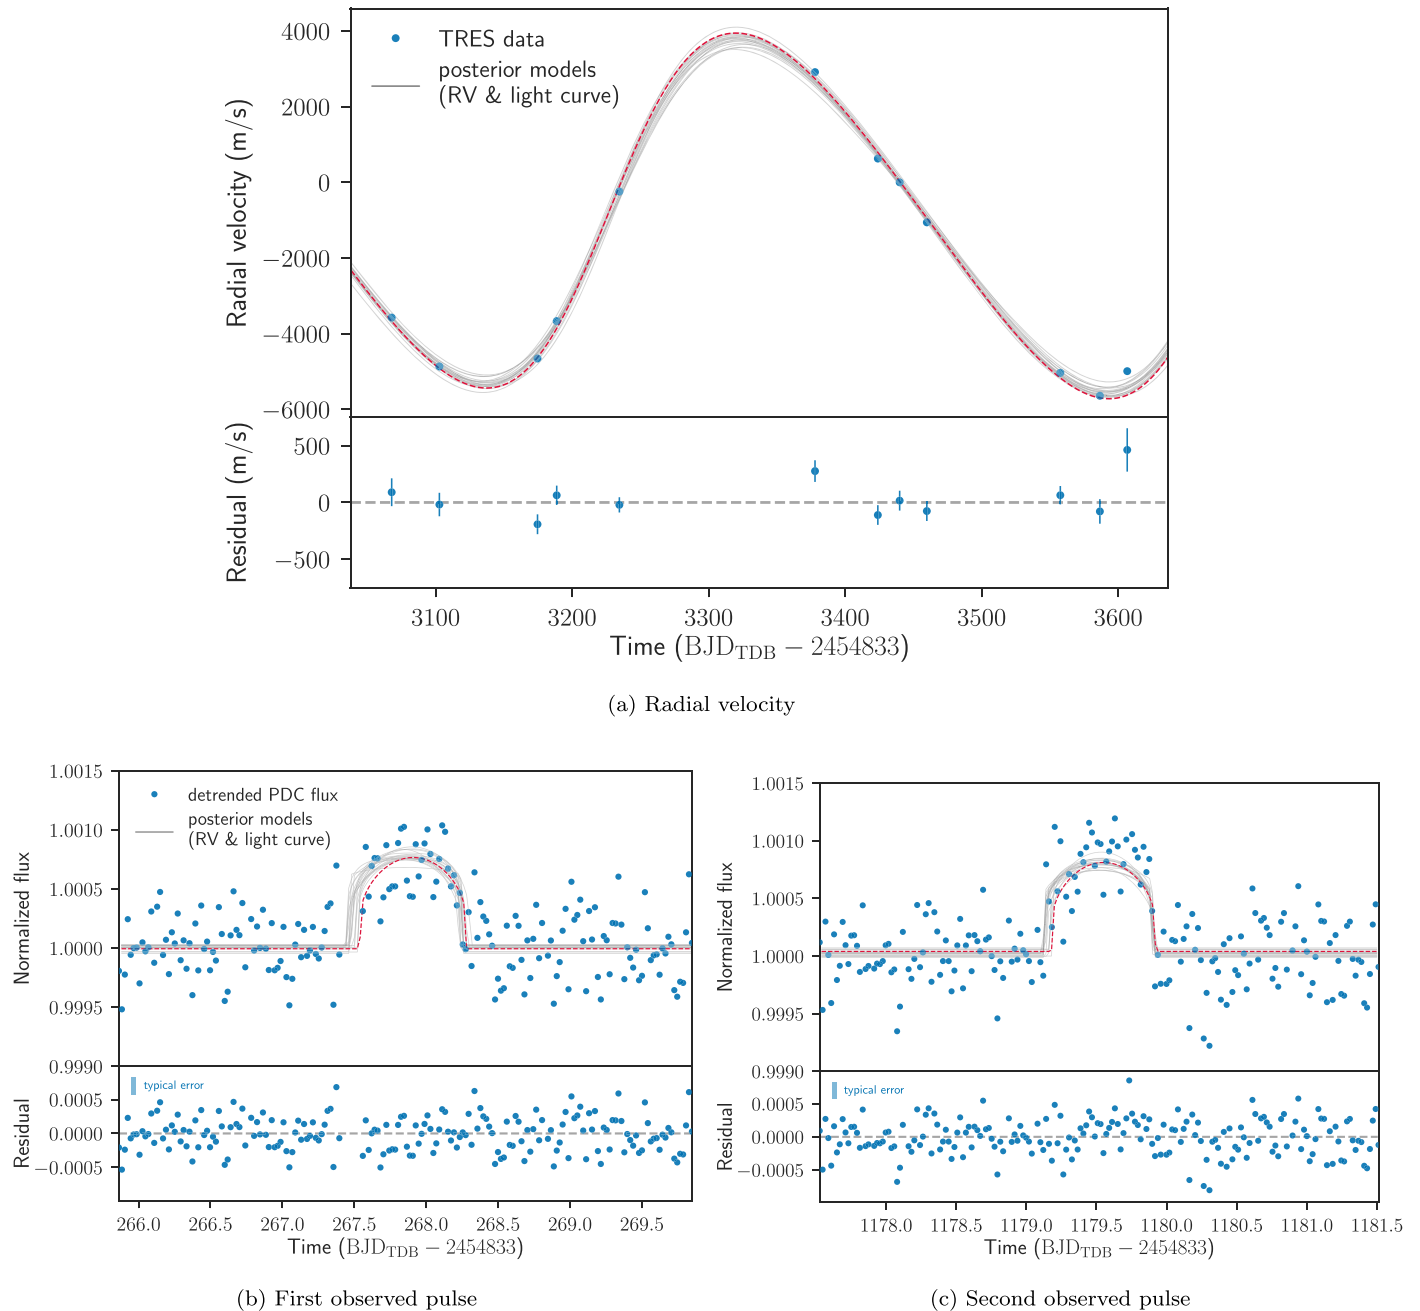 4000
2000
0
−2000
−4000
−6000
Radial velocity (m/s)
TRES data
posterior models
(RV & light curve)
500
0
−500
Residual (m/s)
3100 3200 3300 3400 3500 3600
Time (BJD_TDB − 2454833)
(a) Radial velocity
1.0015
1.0010
1.0005
1.0000
0.9995
0.9990
Normalized flux
detrended PDC flux
posterior models
(RV & light curve)
0.0005
0.0000
−0.0005
Residual
typical error
266.0 266.5 267.0 267.5 268.0 268.5 269.0 269.5
Time (BJD_TDB − 2454833)
(b) First observed pulse
1.0015
1.0010
1.0005
1.0000
0.9995
0.9990
Normalized flux
0.0005
0.0000
−0.0005
Residual
typical error
1178.0 1178.5 1179.0 1179.5 1180.0 1180.5 1181.0 1181.5
Time (BJD_TDB − 2454833)
(c) Second observed pulse